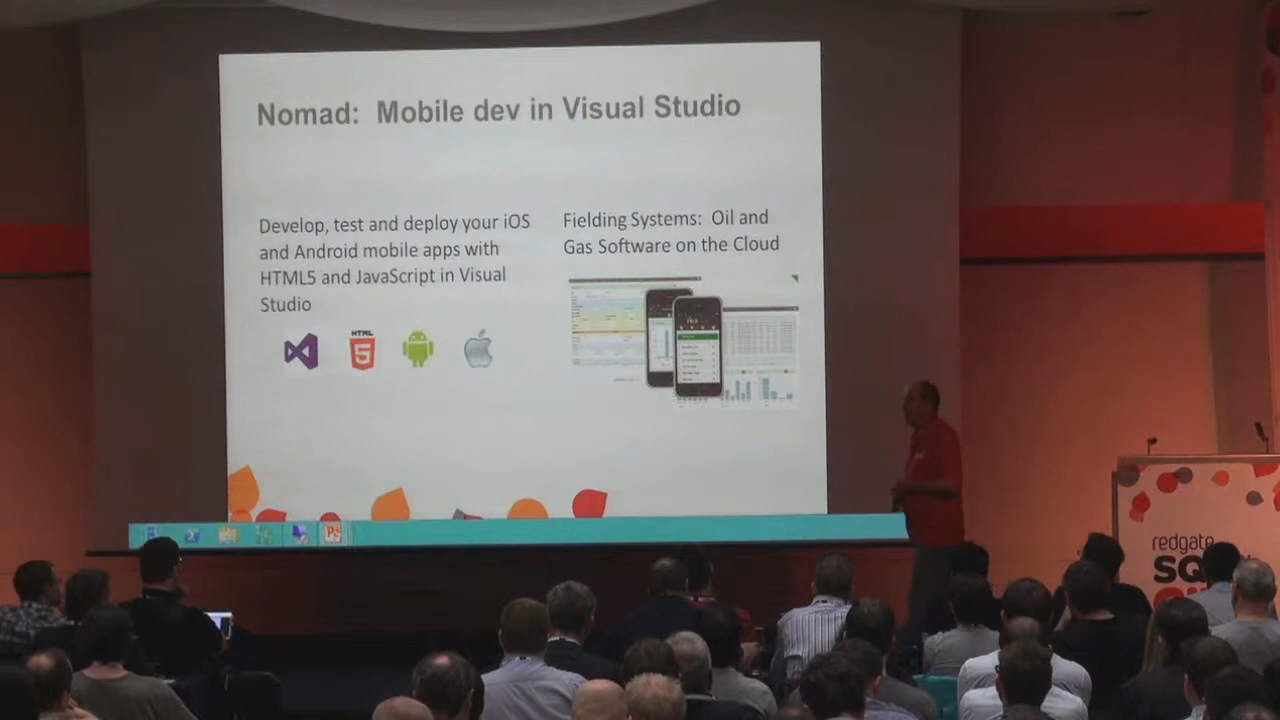 Nomad: Mobile dev in Visual Studio
Develop, test and deploy your iOS
and Android mobile apps with
HTML5 and JavaScript in Visual
Studio
HTML
5
Fielding Systems: Oil and
Gas Software on the Cloud
redgate